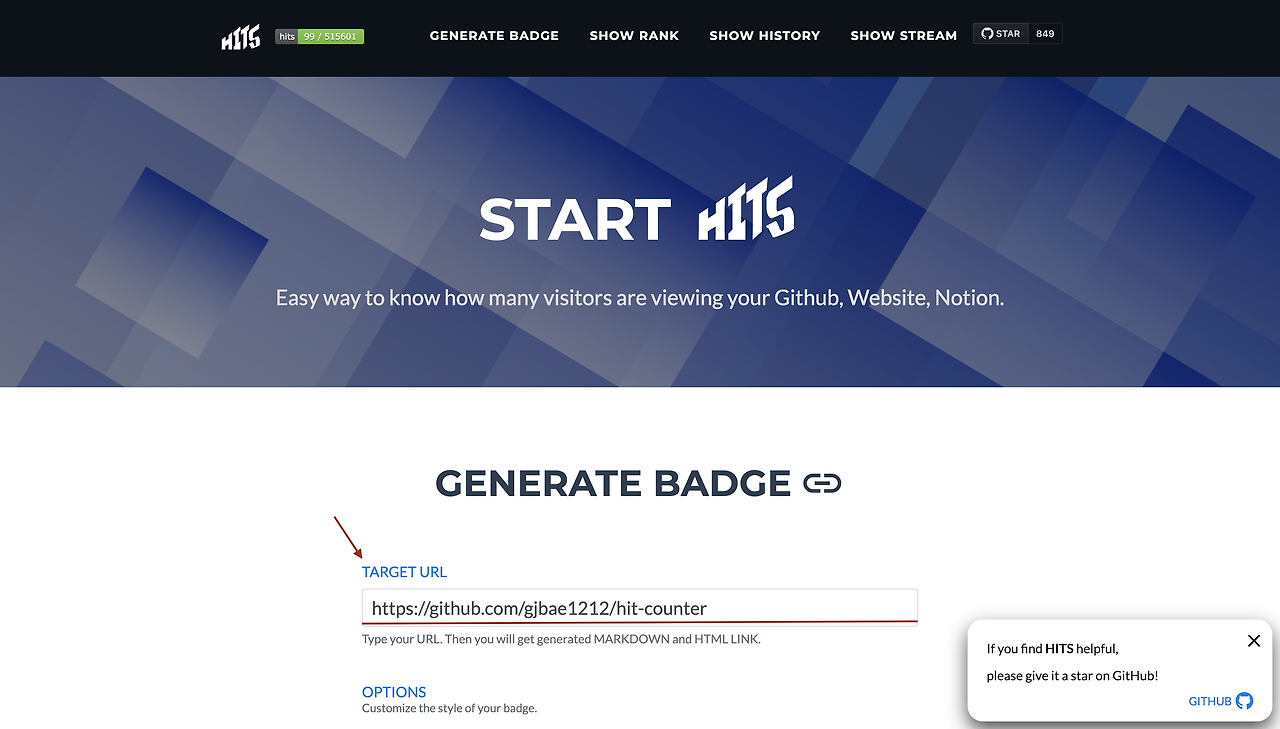 HITS
hits 99 / 515601
GENERATE BADGE
SHOW RANK
SHOW HISTORY
SHOW STREAM
STAR 849
START HITS
Easy way to know how many visitors are viewing your Github, Website, Notion.
GENERATE BADGE
TARGET URL
https://github.com/gjbae1212/hit-counter
Type your URL. Then you will get generated MARKDOWN and HTML LINK.
OPTIONS
Customize the style of your badge.
If you find HITS helpful,
please give it a star on GitHub!
GITHUB